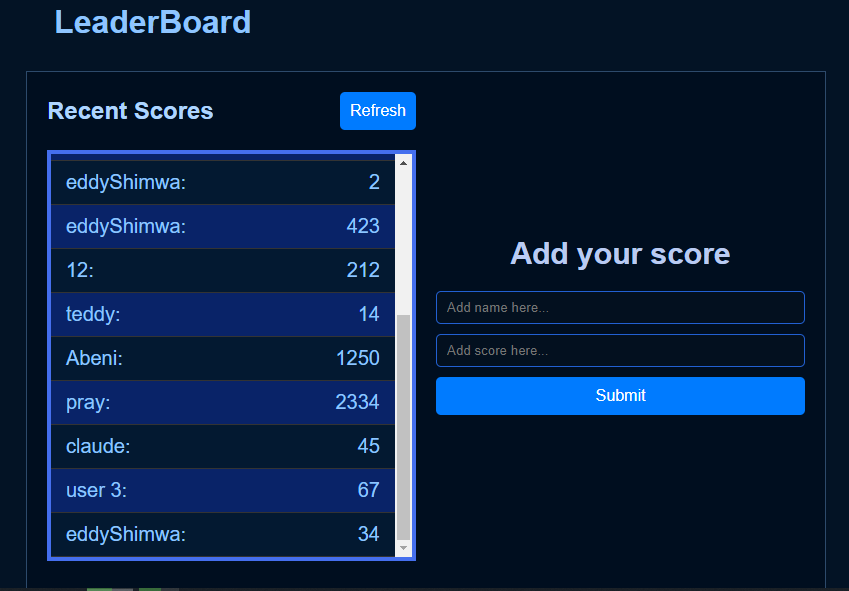 LeaderBoard
Recent Scores
Refresh
eddyShimwa: 2
eddyShimwa: 423
12: 212
teddy: 14
Abeni: 1250
pray: 2334
claude: 45
user 3: 67
eddyShimwa: 34
Add your score
Add name here...
Add score here...
Submit